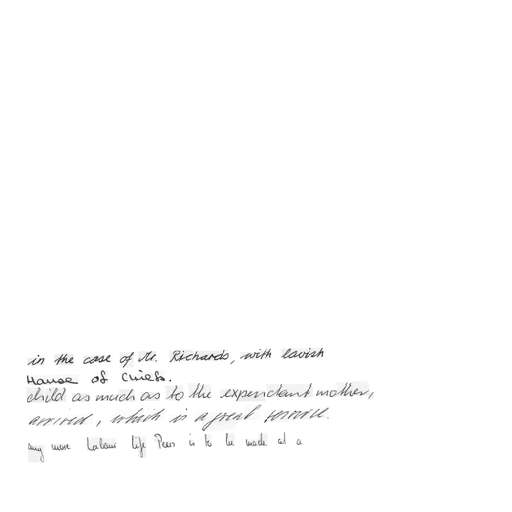 in the case of Mr. Richards, with lavish
House of Chiefs.
child as much as to the expendant mother,
arrived, which is a great service.
any more Labour life Peers is to be made at a